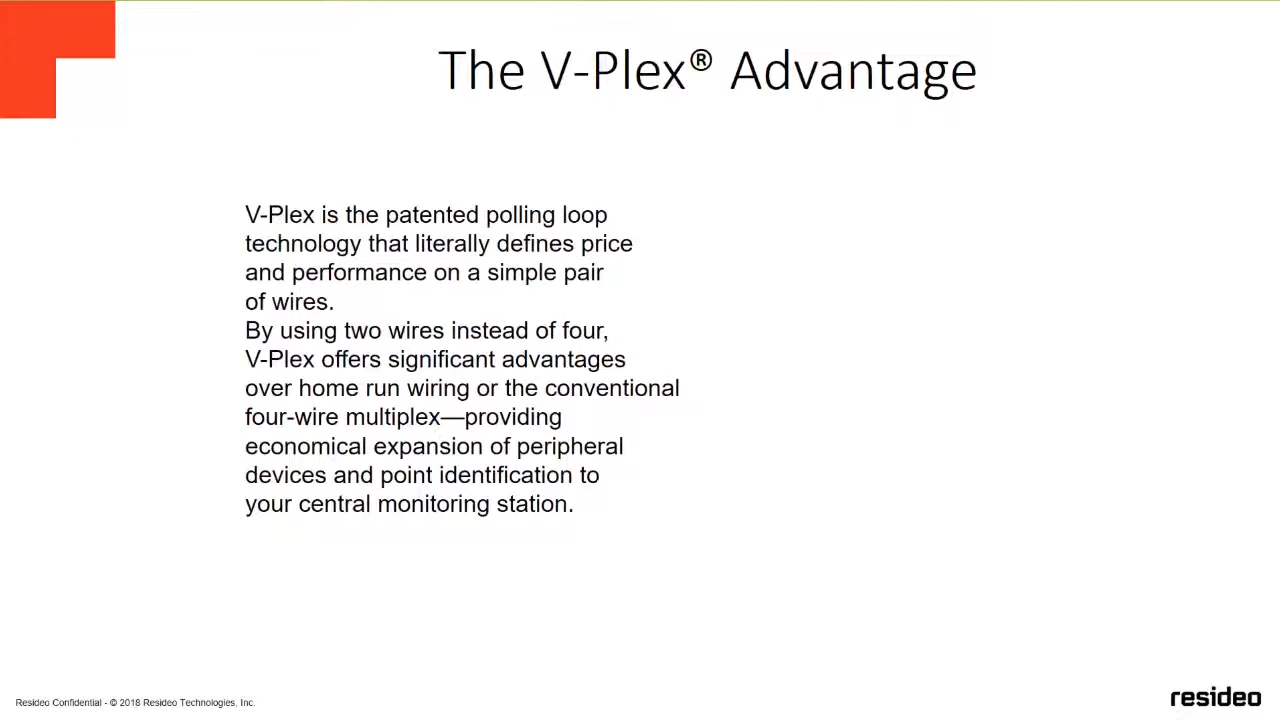 The V-Plex® Advantage
V-Plex is the patented polling loop
technology that literally defines price
and performance on a simple pair
of wires.
By using two wires instead of four,
V-Plex offers significant advantages
over home run wiring or the conventional
four-wire multiplex—providing
economical expansion of peripheral
devices and point identification to
your central monitoring station.
Resideo Confidential - © 2018 Resideo Technologies, Inc.
resideo